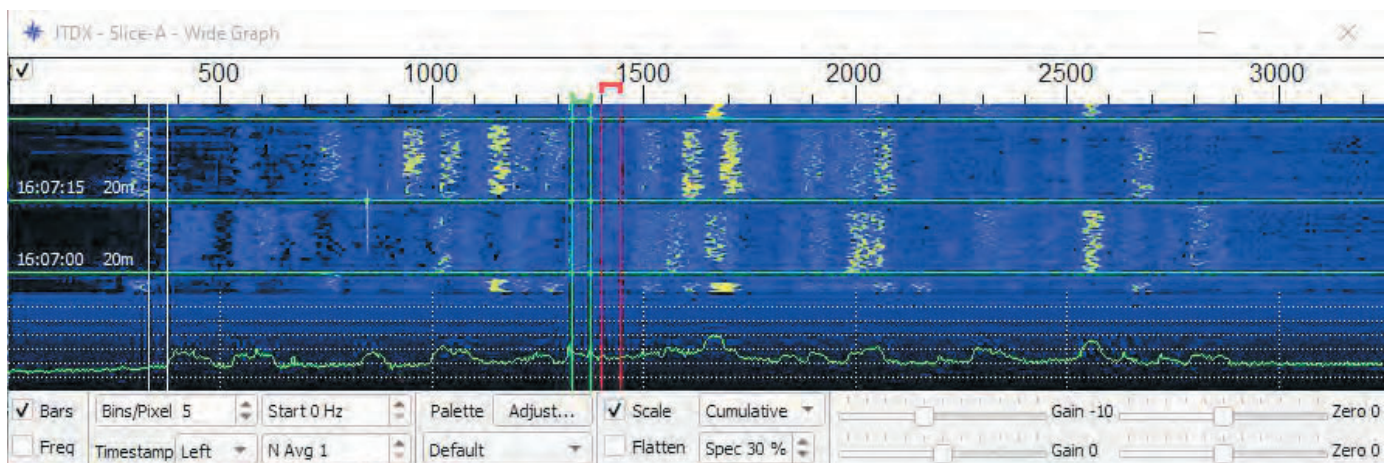 JTDX - Slice-A - Wide Graph
500 1000 1500 2000 2500 3000
16:07:15 20m
16:07:00 20m
Bars Bins/Pixel 5 Start 0 Hz Palette Adjust... Scale Cumulative Gain -10 Zero 0
Freq Timestamp Left N Avg 1 Default Flatten Spec 30 % Gain 0 Zero 0